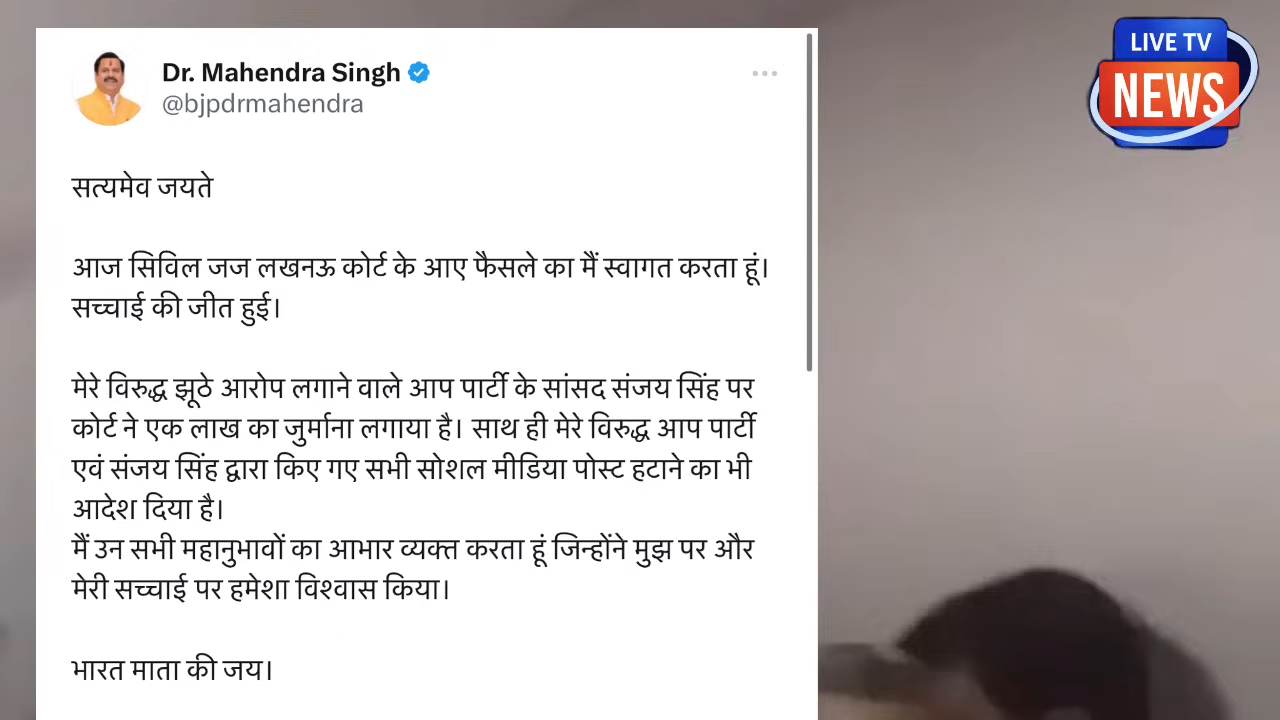 LIVE TV
NEWS
Dr. Mahendra Singh
@bjpdrmahendra
सत्यमेव जयते
आज सिविल जज लखनऊ कोर्ट के आए फैसले का मैं स्वागत करता हूं।
सच्चाई की जीत हुई।
मेरे विरुद्ध झूठे आरोप लगाने वाले आप पार्टी के सांसद संजय सिंह पर
कोर्ट ने एक लाख का जुर्माना लगाया है। साथ ही मेरे विरुद्ध आप पार्टी
एवं संजय सिंह द्वारा किए गए सभी सोशल मीडिया पोस्ट हटाने का भी
आदेश दिया है।
मैं उन सभी महानुभावों का आभार व्यक्त करता हूं जिन्होंने मुझ पर और
मेरी सच्चाई पर हमेशा विश्वास किया।
भारत माता की जय।